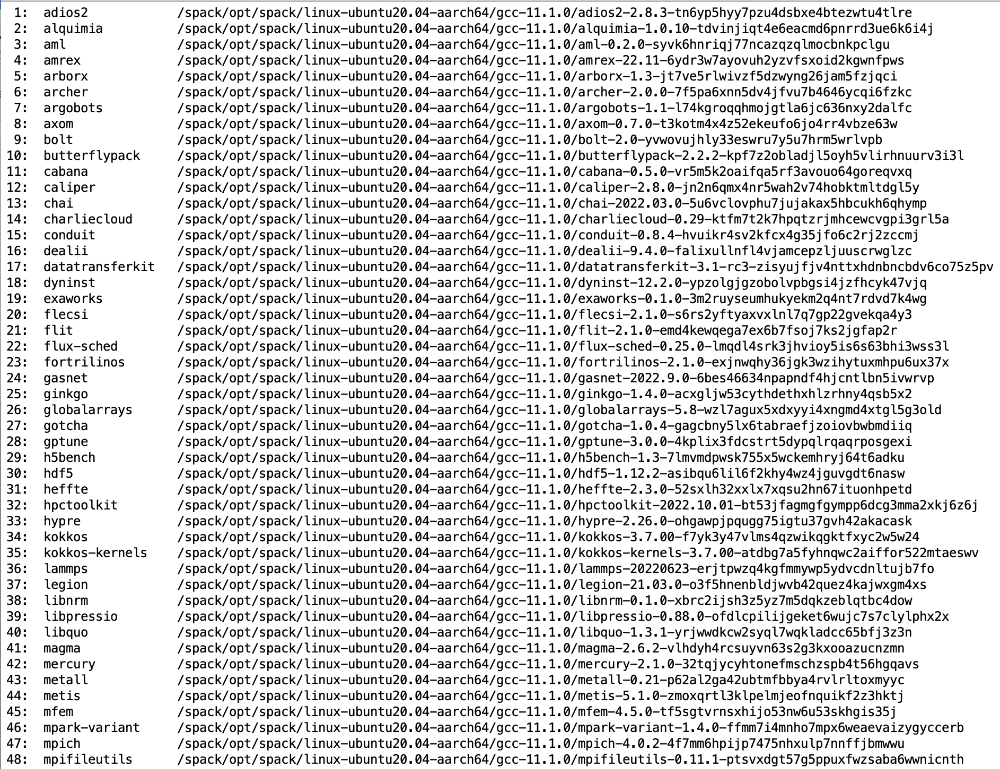 1: adios2 /spack/opt/spack/linux-ubuntu20.04-aarch64/gcc-11.1.0/adios2-2.8.3-tn6yp5hyy7pzu4dsbxe4btezwtu4tlre
2: alquimia /spack/opt/spack/linux-ubuntu20.04-aarch64/gcc-11.1.0/alquimia-1.0.10-tdvinjiqt4e6eacmd6pnrrd3ue6k6i4j
3: aml /spack/opt/spack/linux-ubuntu20.04-aarch64/gcc-11.1.0/aml-0.2.0-syvk6hnriqj77ncazqzqlmocbnkpclgu
4: amrex /spack/opt/spack/linux-ubuntu20.04-aarch64/gcc-11.1.0/amrex-22.11-6ydr3w7ayovuh2yzvfsxoid2kgwnfpws
5: arborx /spack/opt/spack/linux-ubuntu20.04-aarch64/gcc-11.1.0/arborx-1.3-jt7ve5rlwivzf5dzwyng26jam5fzjqci
6: archer /spack/opt/spack/linux-ubuntu20.04-aarch64/gcc-11.1.0/archer-2.0.0-7f5pa6xnn5dv4jfvu7b4646ycqi6fzkc
7: argobots /spack/opt/spack/linux-ubuntu20.04-aarch64/gcc-11.1.0/argobots-1.1-l74kgroqqhmojgtla6jc636nxy2dalfc
8: axom /spack/opt/spack/linux-ubuntu20.04-aarch64/gcc-11.1.0/axom-0.7.0-t3kotm4x4z52ekeufo6jo4rr4vbze63w
9: bolt /spack/opt/spack/linux-ubuntu20.04-aarch64/gcc-11.1.0/bolt-2.0-yvwovujhly33eswru7y5u7hrm5wrlvpb
10: butterflypack /spack/opt/spack/linux-ubuntu20.04-aarch64/gcc-11.1.0/butterflypack-2.2.2-kpf7z2obladjl5oyh5vlirhnuurv3i3l
11: cabana /spack/opt/spack/linux-ubuntu20.04-aarch64/gcc-11.1.0/cabana-0.5.0-vr5m5k2oaifqa5rf3avouo64goreqvxq
12: caliper /spack/opt/spack/linux-ubuntu20.04-aarch64/gcc-11.1.0/caliper-2.8.0-jn2n6qmx4nr5wah2v74hobktmltdgl5y
13: chai /spack/opt/spack/linux-ubuntu20.04-aarch64/gcc-11.1.0/chai-2022.03.0-5u6vclovphu7jujakax5hbcukh6qhymp
14: charliecloud /spack/opt/spack/linux-ubuntu20.04-aarch64/gcc-11.1.0/charliecloud-0.29-ktfm7t2k7hpqtzrjmhcewcvgpi3grl5a
15: conduit /spack/opt/spack/linux-ubuntu20.04-aarch64/gcc-11.1.0/conduit-0.8.4-hvuikr4sv2kfcx4g35jfo6c2rj2zccmj
16: dealii /spack/opt/spack/linux-ubuntu20.04-aarch64/gcc-11.1.0/dealii-9.4.0-falixullnfl4vjamcepzljuuscrwglzc
17: datatransferkit /spack/opt/spack/linux-ubuntu20.04-aarch64/gcc-11.1.0/datatransferkit-3.1-rc3-zisyujfjv4nttxhdnbncbdv6co75z5pv
18: dyninst /spack/opt/spack/linux-ubuntu20.04-aarch64/gcc-11.1.0/dyninst-12.2.0-ypzolgjgzobolvpbgsi4jzfhcyk47vjq
19: exaworks /spack/opt/spack/linux-ubuntu20.04-aarch64/gcc-11.1.0/exaworks-0.1.0-3m2ruyseumhukyekm2q4nt7rdvd7k4wg
20: flecsi /spack/opt/spack/linux-ubuntu20.04-aarch64/gcc-11.1.0/flecsi-2.1.0-s6rs2yftyaxvxlnl7q7gp22gvekqa4y3
21: flit /spack/opt/spack/linux-ubuntu20.04-aarch64/gcc-11.1.0/flit-2.1.0-emd4kewqega7ex6b7fsoj7ks2jgfap2r
22: flux-sched /spack/opt/spack/linux-ubuntu20.04-aarch64/gcc-11.1.0/flux-sched-0.25.0-lmqdl4srk3jhvioy5is6s63bhi3wss3l
23: fortrilinos /spack/opt/spack/linux-ubuntu20.04-aarch64/gcc-11.1.0/fortrilinos-2.1.0-exjnwqhy36jgk3wzihytuxmhpu6ux37x
24: gasnet /spack/opt/spack/linux-ubuntu20.04-aarch64/gcc-11.1.0/gasnet-2022.9.0-6bes46634npapndf4hjcntlbn5ivwrvp
25: ginkgo /spack/opt/spack/linux-ubuntu20.04-aarch64/gcc-11.1.0/ginkgo-1.4.0-acxgljw53cythdethxhlzrhny4qsb5x2
26: globalarrays /spack/opt/spack/linux-ubuntu20.04-aarch64/gcc-11.1.0/globalarrays-5.8-wzl7agux5xdxyyi4xngmd4xtgl5g3old
27: gotcha /spack/opt/spack/linux-ubuntu20.04-aarch64/gcc-11.1.0/gotcha-1.0.4-gagcbny5lx6tabraefjzoiovbwbmdiiq
28: gptune /spack/opt/spack/linux-ubuntu20.04-aarch64/gcc-11.1.0/gptune-3.0.0-4kplix3fdcstrt5dypqlrqaqrposgexi
29: h5bench /spack/opt/spack/linux-ubuntu20.04-aarch64/gcc-11.1.0/h5bench-1.3-7lmvmdpwsk755x5wckemhryj64t6adku
30: hdf5 /spack/opt/spack/linux-ubuntu20.04-aarch64/gcc-11.1.0/hdf5-1.12.2-asibqu6lil6f2khy4wz4jguvgdt6nasw
31: heffte /spack/opt/spack/linux-ubuntu20.04-aarch64/gcc-11.1.0/heffte-2.3.0-52sxlh32xxlx7xqsu2hn67ituonhpetd
32: hpctoolkit /spack/opt/spack/linux-ubuntu20.04-aarch64/gcc-11.1.0/hpctoolkit-2022.10.01-bt53jfagmgfgympp6dcg3mma2xkj6z6j
33: hypre /spack/opt/spack/linux-ubuntu20.04-aarch64/gcc-11.1.0/hypre-2.26.0-ohgawpjpqugg75igtu37gvh42akacask
34: kokkos /spack/opt/spack/linux-ubuntu20.04-aarch64/gcc-11.1.0/kokkos-3.7.00-f7yk3y47vlms4qzwikqgktfxyc2w5w24
35: kokkos-kernels /spack/opt/spack/linux-ubuntu20.04-aarch64/gcc-11.1.0/kokkos-kernels-3.7.00-atdbg7a5fyhnqwc2aiffor522mtaeswv
36: lammps /spack/opt/spack/linux-ubuntu20.04-aarch64/gcc-11.1.0/lammps-20220623-erjtpwzq4kgfmmywp5ydvcdnltujb7fo
37: legion /spack/opt/spack/linux-ubuntu20.04-aarch64/gcc-11.1.0/legion-21.03.0-o3f5hnenbldjwvb42quez4kajwxgm4xs
38: libnrm /spack/opt/spack/linux-ubuntu20.04-aarch64/gcc-11.1.0/libnrm-0.1.0-xbrc2ijsh3z5yz7m5dqkzeblqtbc4dow
39: libpressio /spack/opt/spack/linux-ubuntu20.04-aarch64/gcc-11.1.0/libpressio-0.88.0-ofdlcpilijgeket6wujc7s7clylphx2x
40: libquo /spack/opt/spack/linux-ubuntu20.04-aarch64/gcc-11.1.0/libquo-1.3.1-yrjwwdkcw2syql7wqkladcc65bfj3z3n
41: magma /spack/opt/spack/linux-ubuntu20.04-aarch64/gcc-11.1.0/magma-2.6.2-vlhdyh4rcsuyvn63s2g3kxooazucnzmn
42: mercury /spack/opt/spack/linux-ubuntu20.04-aarch64/gcc-11.1.0/mercury-2.1.0-32tqjycyhtonefmschzspb4t56hgqavs
43: metall /spack/opt/spack/linux-ubuntu20.04-aarch64/gcc-11.1.0/metall-0.21-p62al2ga42ubtmfbbya4rvlrltoxmyyc
44: metis /spack/opt/spack/linux-ubuntu20.04-aarch64/gcc-11.1.0/metis-5.1.0-zmoxqrtl3klpelmjeofnquikf2z3hktj
45: mfem /spack/opt/spack/linux-ubuntu20.04-aarch64/gcc-11.1.0/mfem-4.5.0-tf5sgtvrnsxhijo53nw6u53skhgis35j
46: mpark-variant /spack/opt/spack/linux-ubuntu20.04-aarch64/gcc-11.1.0/mpark-variant-1.4.0-ffmm7i4mnho7mpx6weaevaizygyccerb
47: mpich /spack/opt/spack/linux-ubuntu20.04-aarch64/gcc-11.1.0/mpich-4.0.2-4f7mm6hpijp7475nhxulp7nnffjbmwwu
48: mpifileutils /spack/opt/spack/linux-ubuntu20.04-aarch64/gcc-11.1.0/mpifileutils-0.11.1-ptsvxdgt57g5ppuxfwzsaba6wwnicnth